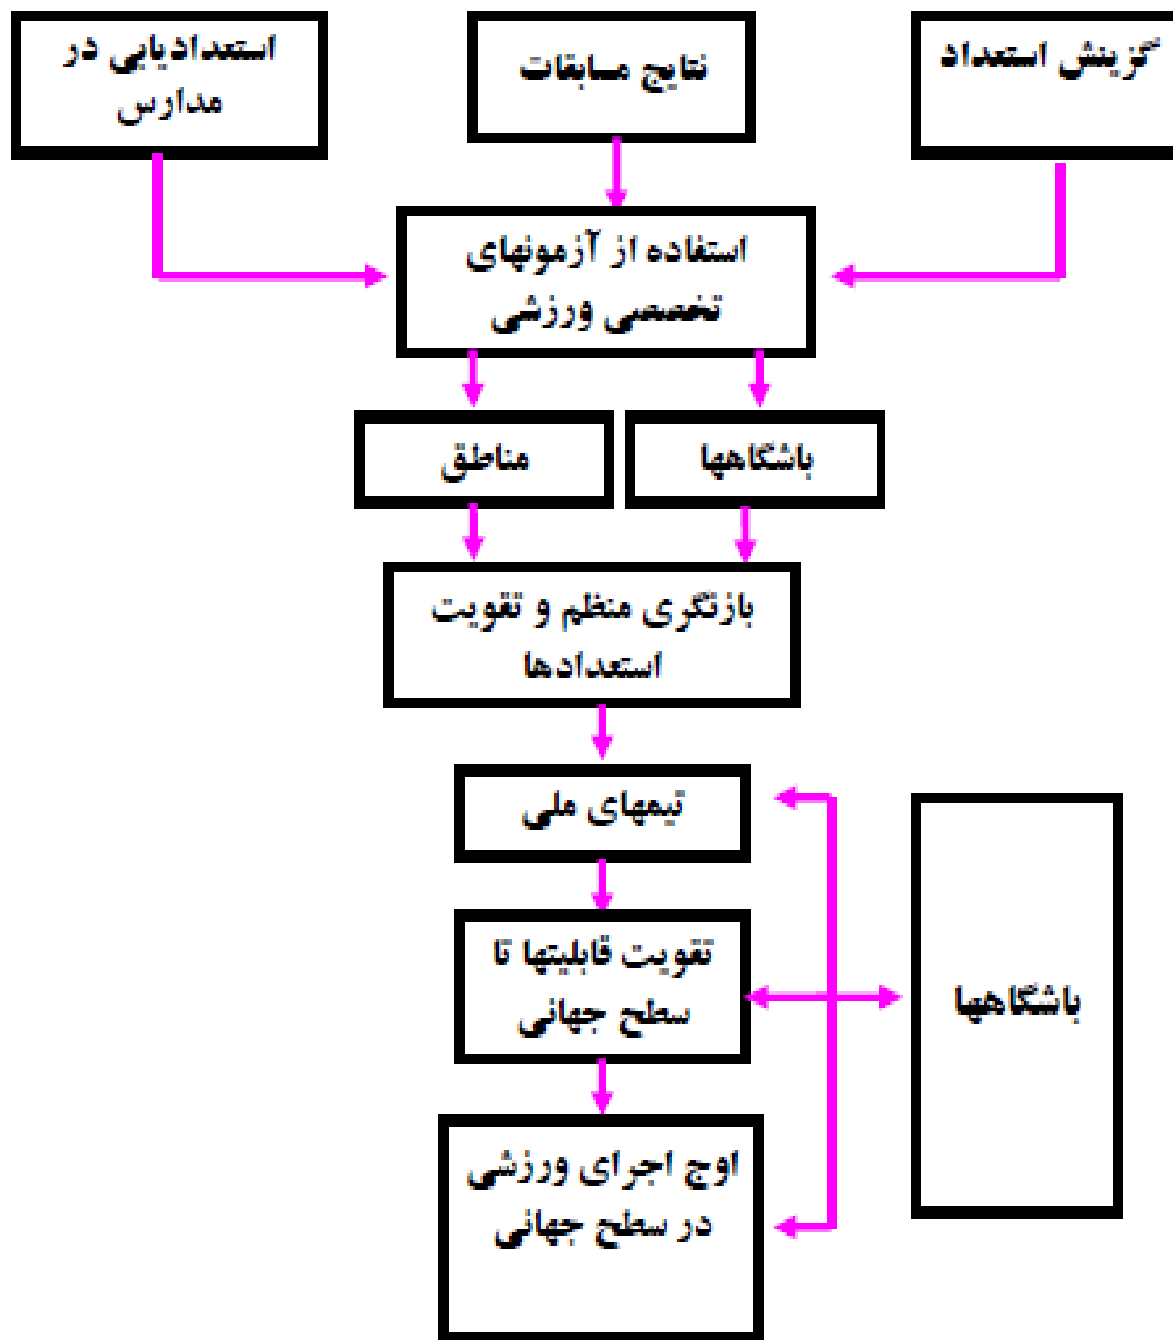 گزینش استعداد
نتایج مسابقات
استعدادیابی در
مدارس
استفاده از آزمونهای
تخصصی ورزشی
باشگاهها
مناطق
بازنگری منظم و تقویت
استعدادها
تیمهای ملی
تقویت قابلیتها تا
سطح جهانی
باشگاهها
اوج اجرای ورزشی
در سطح جهانی